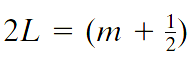 2L = (m + 1/2)